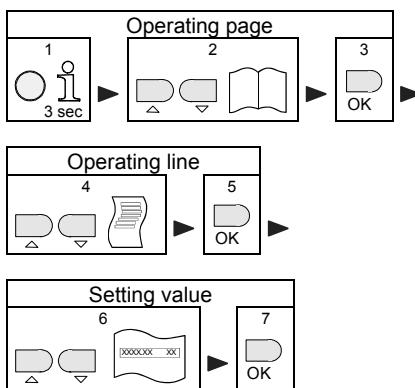 Operating page
1 2 3
i
3 sec
OK
Operating line
4 5
OK
Setting value
6 7
xxxxxx xx
OK